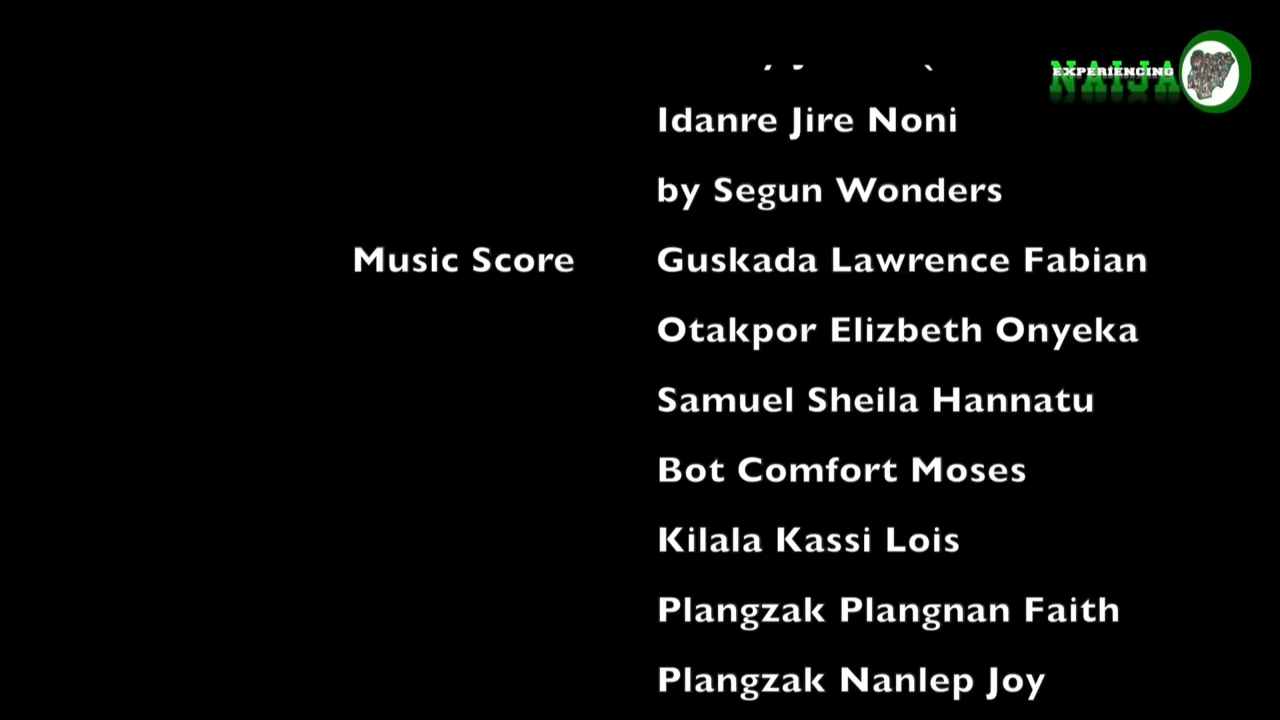 EXPERIENCING
NAIJA
Idanre Jire Noni
by Segun Wonders
Music Score Guskada Lawrence Fabian
Otakpor Elizbeth Onyeka
Samuel Sheila Hannatu
Bot Comfort Moses
Kilala Kassi Lois
Plangzak Plangnan Faith
Plangzak Nanlep Joy